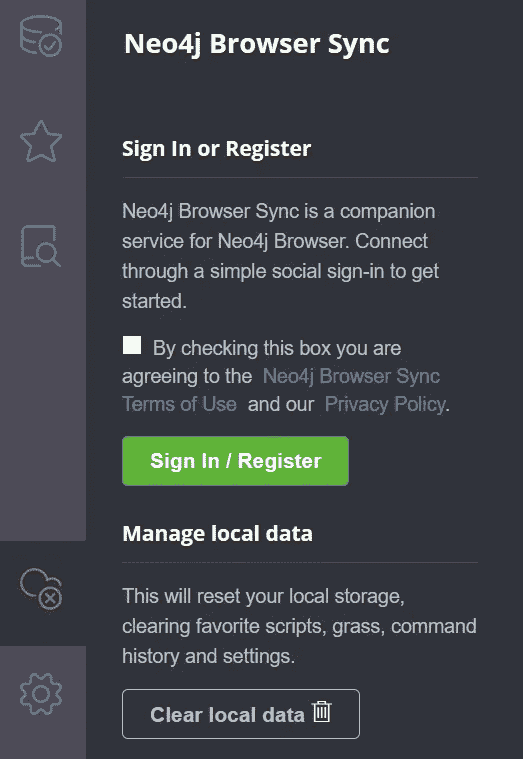 Neo4j Browser Sync
Sign In or Register
Neo4j Browser Sync is a companion
service for Neo4j Browser. Connect
through a simple social sign-in to get
started.
By checking this box you are
agreeing to the Neo4j Browser Sync
Terms of Use and our Privacy Policy.
Sign In / Register
Manage local data
This will reset your local storage,
clearing favorite scripts, grass, command
history and settings.
Clear local data